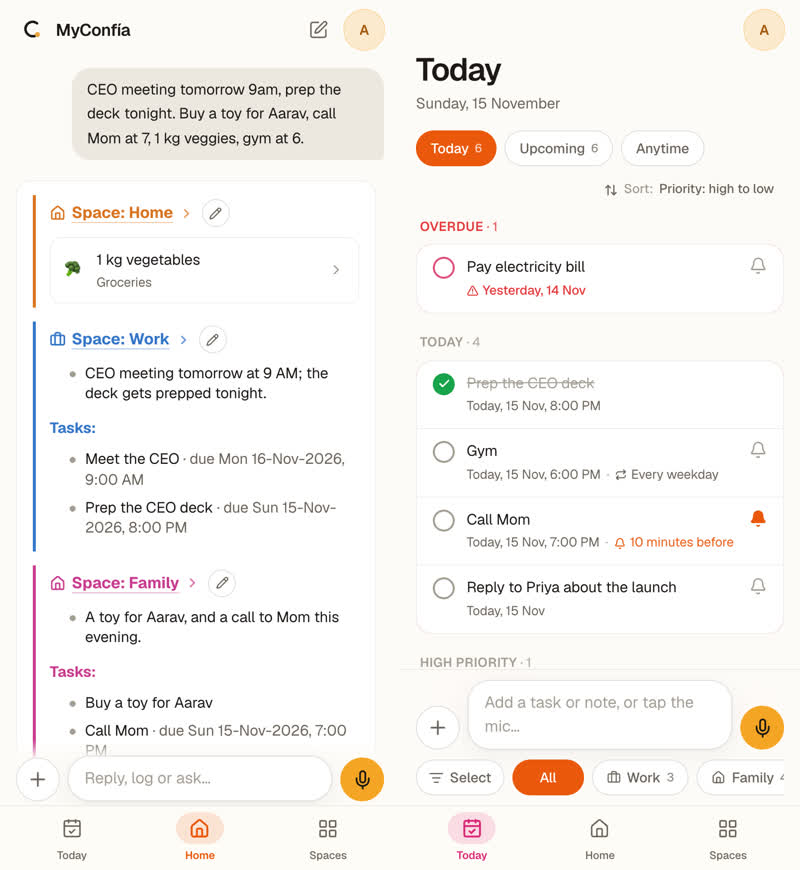 MyConfía
A
CEO meeting tomorrow 9am, prep the
deck tonight. Buy a toy for Aarav, call
Mom at 7, 1 kg veggies, gym at 6.
Space: Home
1 kg vegetables
Groceries
Space: Work
CEO meeting tomorrow at 9 AM; the
deck gets prepped tonight.
Tasks:
Meet the CEO · due Mon 16-Nov-2026,
9:00 AM
Prep the CEO deck · due Sun 15-Nov-
2026, 8:00 PM
Space: Family
A toy for Aarav, and a call to Mom this
evening.
Tasks:
Buy a toy for Aarav
Call Mom · due Sun 15-Nov-2026, 7:00
PM
Reply, log or ask...
Today
Home
Spaces
A
Today
Sunday, 15 November
Today 6
Upcoming 6
Anytime
Sort: Priority: high to low
OVERDUE · 1
Pay electricity bill
Yesterday, 14 Nov
TODAY · 4
Prep the CEO deck
Today, 15 Nov, 8:00 PM
Gym
Today, 15 Nov, 6:00 PM · Every weekday
Call Mom
Today, 15 Nov, 7:00 PM · 10 minutes before
Reply to Priya about the launch
Today, 15 Nov
HIGH PRIORITY · 1
Add a task or note, or tap the
mic...
Select
All
Work 3
Family
Today
Home
Spaces